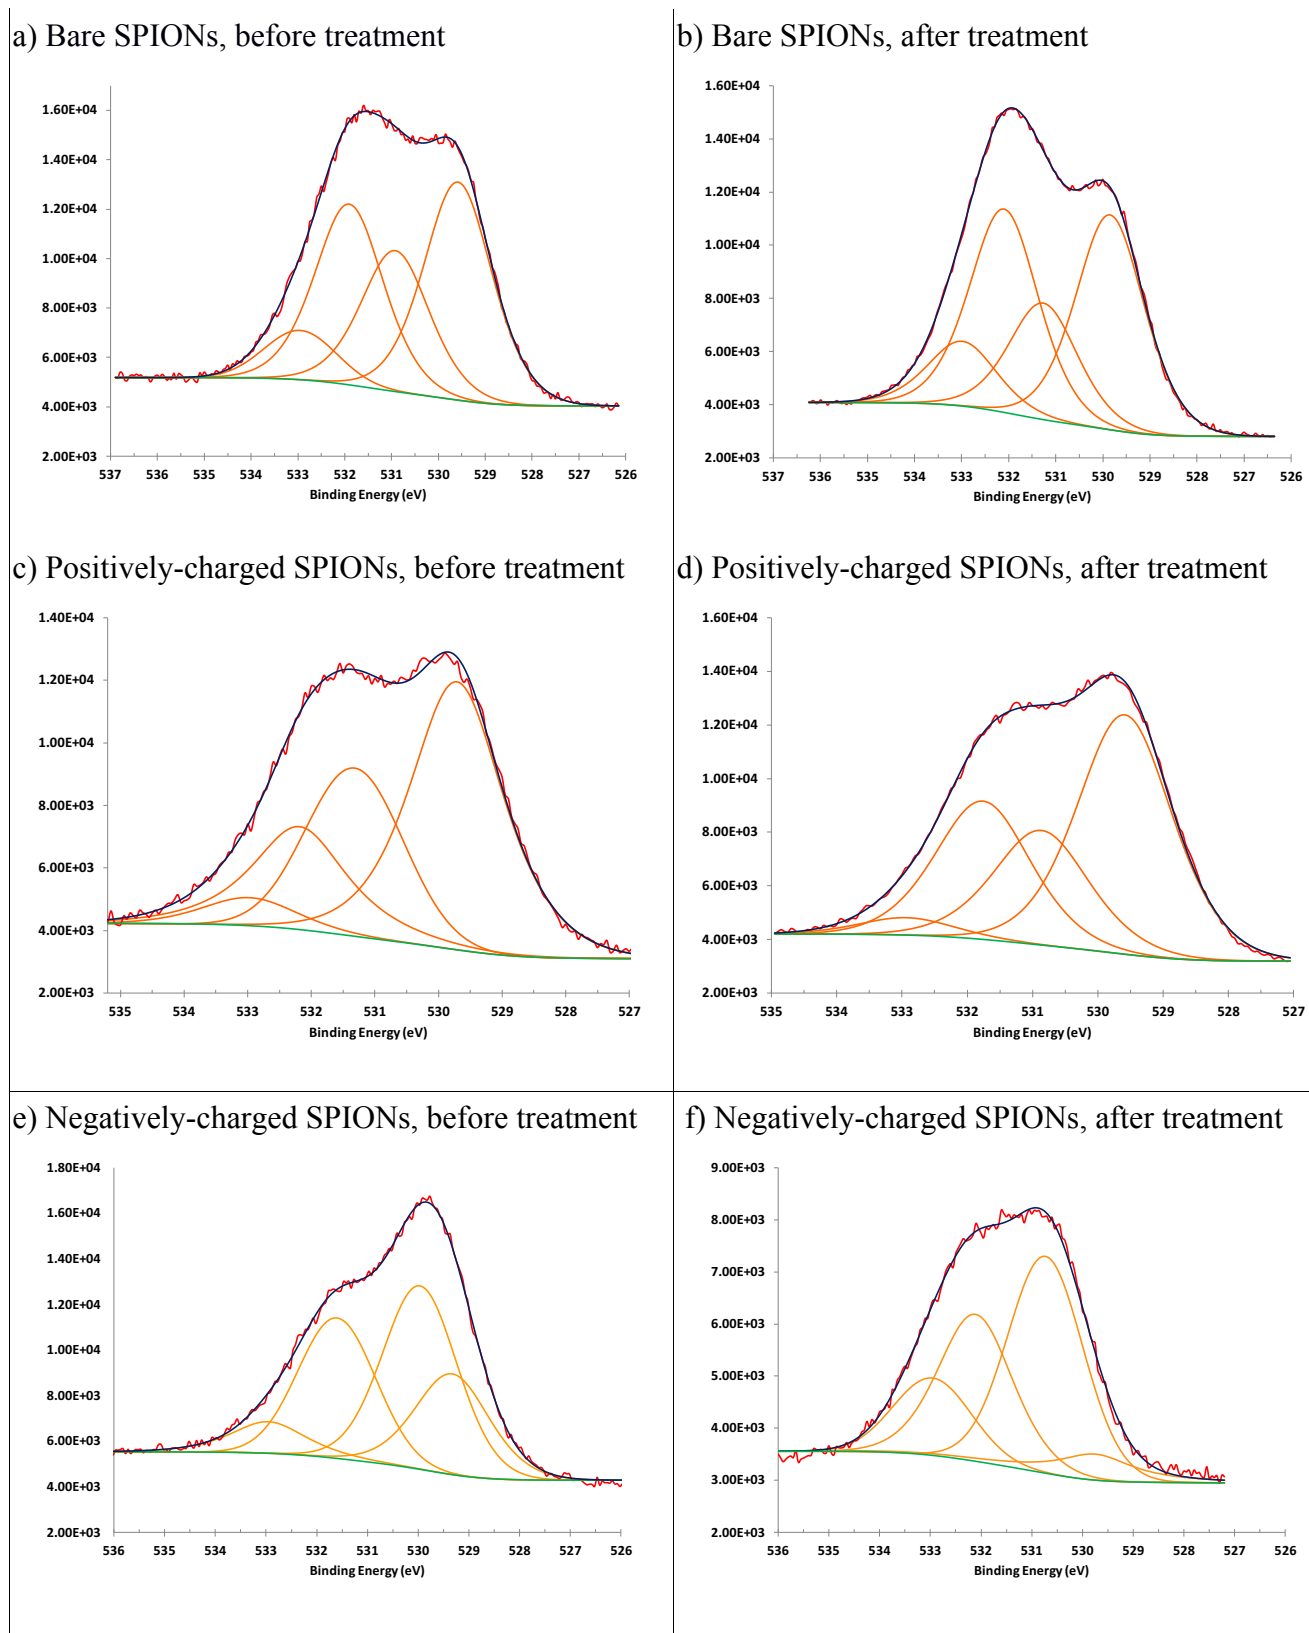 a) Bare SPIONs, before treatment
1.60E+04
1.40E+04
1.20E+04
1.00E+04
8.00E+03
6.00E+03
4.00E+03
2.00E+03
537 536 535 534 533 532 531 530 529 528 527 526
Binding Energy (eV)
b) Bare SPIONs, after treatment
1.60E+04
1.40E+04
1.20E+04
1.00E+04
8.00E+03
6.00E+03
4.00E+03
2.00E+03
537 536 535 534 533 532 531 530 529 528 527 526
Binding Energy (eV)
c) Positively-charged SPIONs, before treatment
1.40E+04
1.20E+04
1.00E+04
8.00E+03
6.00E+03
4.00E+03
2.00E+03
535 534 533 532 531 530 529 528 527
Binding Energy (eV)
d) Positively-charged SPIONs, after treatment
1.60E+04
1.40E+04
1.20E+04
1.00E+04
8.00E+03
6.00E+03
4.00E+03
2.00E+03
535 534 533 532 531 530 529 528 527
Binding Energy (eV)
e) Negatively-charged SPIONs, before treatment
1.80E+04
1.60E+04
1.40E+04
1.20E+04
1.00E+04
8.00E+03
6.00E+03
4.00E+03
2.00E+03
536 535 534 533 532 531 530 529 528 527 526
Binding Energy (eV)
f) Negatively-charged SPIONs, after treatment
9.00E+03
8.00E+03
7.00E+03
6.00E+03
5.00E+03
4.00E+03
3.00E+03
2.00E+03
536 535 534 533 532 531 530 529 528 527 526
Binding Energy (eV)